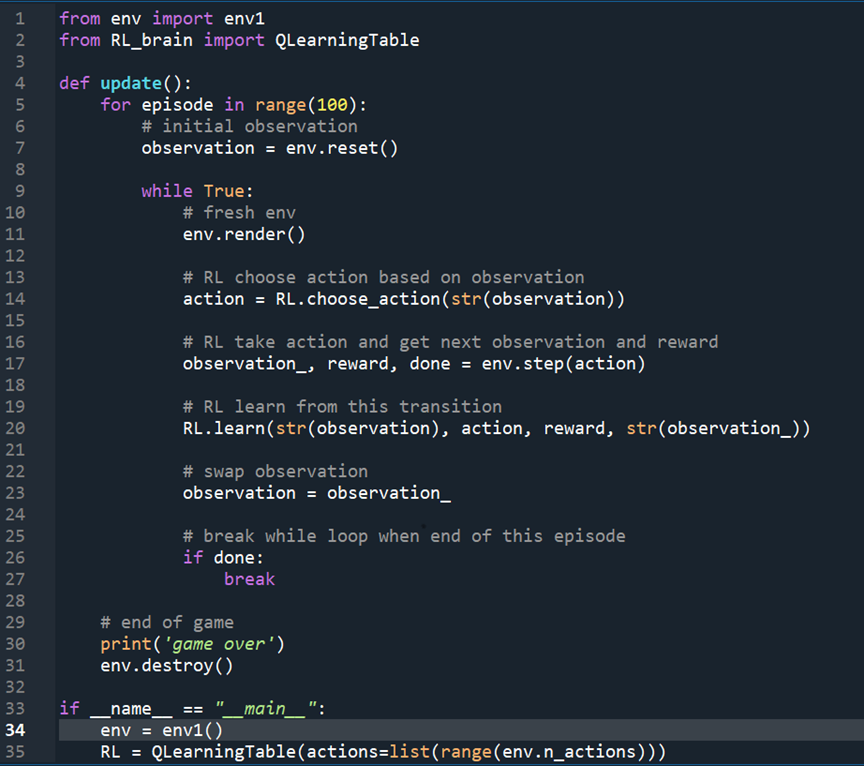 1 from env import env1
2 from RL_brain import QLearningTable
3
4 def update():
5     for episode in range(100):
6         # initial observation
7         observation = env.reset()
8
9         while True:
10             # fresh env
11             env.render()
12
13             # RL choose action based on observation
14             action = RL.choose_action(str(observation))
15
16             # RL take action and get next observation and reward
17             observation_, reward, done = env.step(action)
18
19             # RL learn from this transition
20             RL.learn(str(observation), action, reward, str(observation_))
21
22             # swap observation
23             observation = observation_
24
25             # break while loop when end of this episode
26             if done:
27                 break
28
29     # end of game
30     print('game over')
31     env.destroy()
32
33 if __name__ == "__main__":
34     env = env1()
35     RL = QLearningTable(actions=list(range(env.n_actions)))